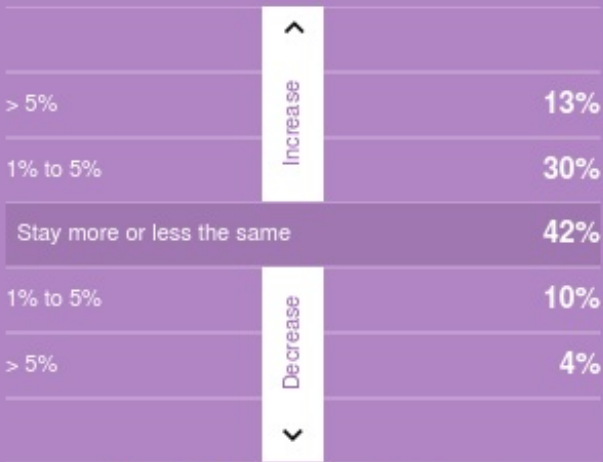 > 5%
Increase
13%
1% to 5%
30%
Stay more or less the same
42%
1% to 5%
Decrease
10%
> 5%
4%